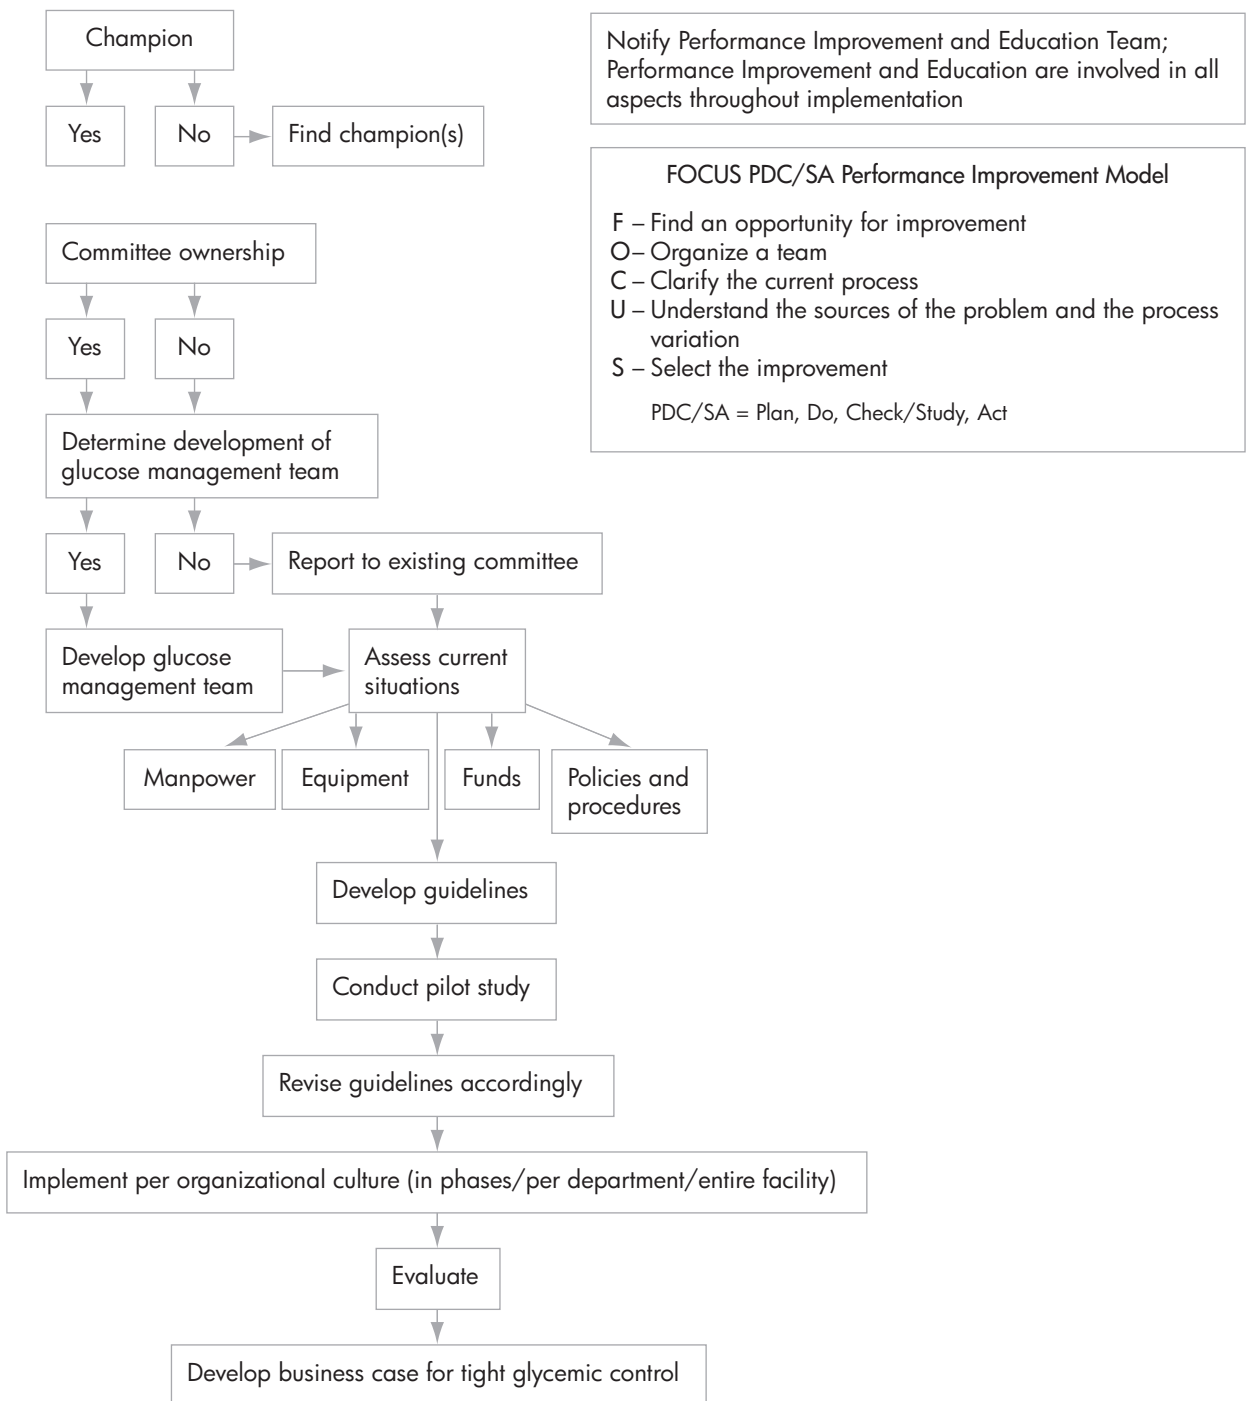 Champion
Yes
No
Find champion(s)
Notify Performance Improvement and Education Team;
Performance Improvement and Education are involved in all
aspects throughout implementation
FOCUS PDC/SA Performance Improvement Model
F – Find an opportunity for improvement
O – Organize a team
C – Clarify the current process
U – Understand the sources of the problem and the process
variation
S – Select the improvement
PDC/SA = Plan, Do, Check/Study, Act
Committee ownership
Yes
No
Determine development of
glucose management team
Yes
No
Report to existing committee
Develop glucose
management team
Assess current
situations
Manpower
Equipment
Funds
Policies and
procedures
Develop guidelines
Conduct pilot study
Revise guidelines accordingly
Implement per organizational culture (in phases/per department/entire facility)
Evaluate
Develop business case for tight glycemic control